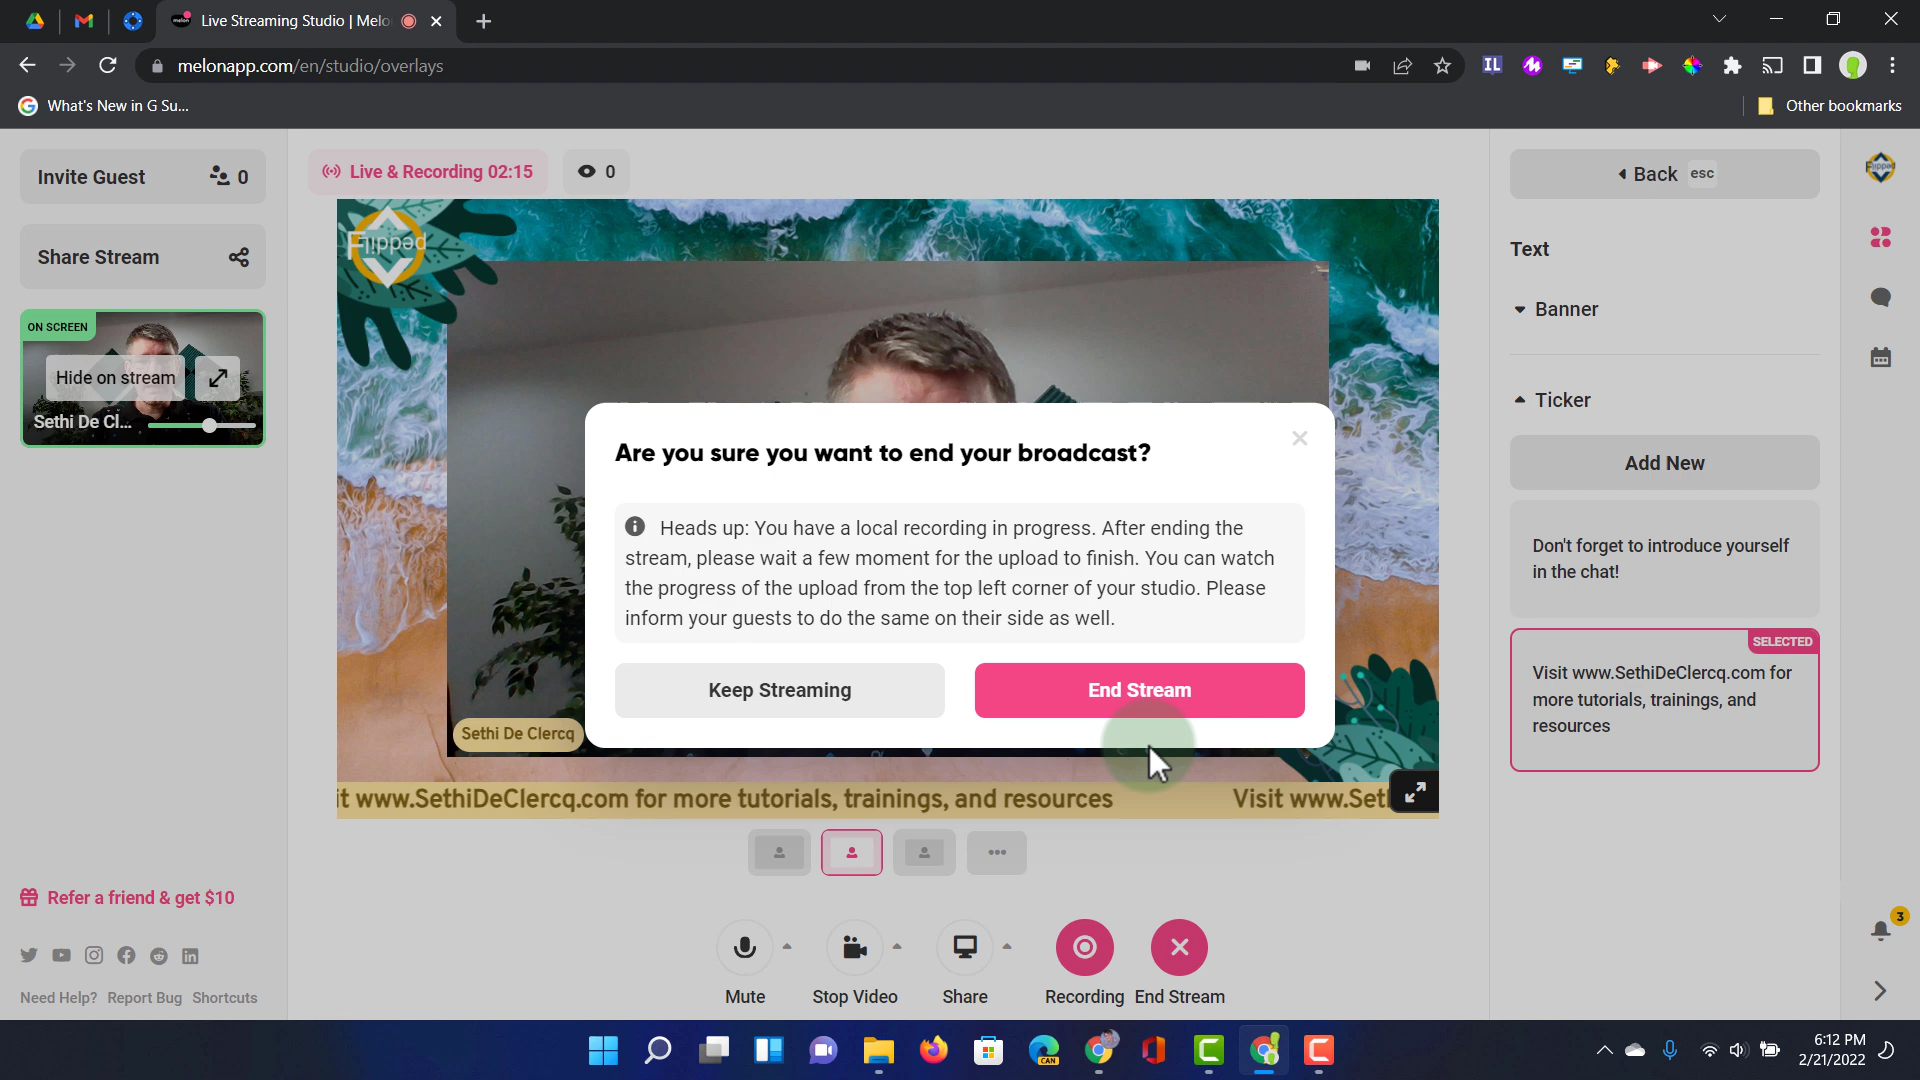 Live Streaming Studio | Melo
melonapp.com/en/studio/overlays
IL
What's New in G Su...
Other bookmarks
Invite Guest
0
Live & Recording 02:15
0
Back esc
Flipped
Flipped
Share Stream
Text
Banner
ON SCREEN
Hide on stream
Sethi De Cl...
Ticker
Add New
Are you sure you want to end your broadcast?
Heads up: You have a local recording in progress. After ending the
stream, please wait a few moment for the upload to finish. You can watch
the progress of the upload from the top left corner of your studio. Please
inform your guests to do the same on their side as well.
Keep Streaming
End Stream
Don't forget to introduce yourself
in the chat!
SELECTED
Visit www.SethiDeClercq.com for
more tutorials, trainings, and
resources
Sethi De Clercq
it www.SethiDeClercq.com for more tutorials, trainings, and resources
Visit www.Set
Refer a friend & get $10
3
Mute
Stop Video
Share
Recording
End Stream
Need Help?
Report Bug
Shortcuts
CAN
6:12 PM
2/21/2022